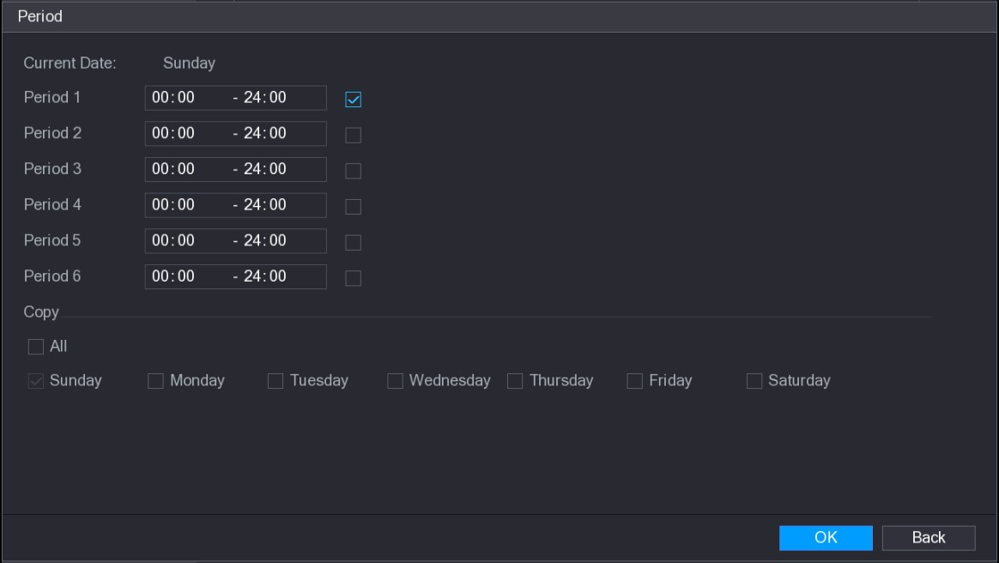 Period
Current Date: Sunday
Period 1 00:00 - 24:00
Period 2 00:00 - 24:00
Period 3 00:00 - 24:00
Period 4 00:00 - 24:00
Period 5 00:00 - 24:00
Period 6 00:00 - 24:00
Copy
All
Sunday Monday Tuesday Wednesday Thursday Friday Saturday
OK Back